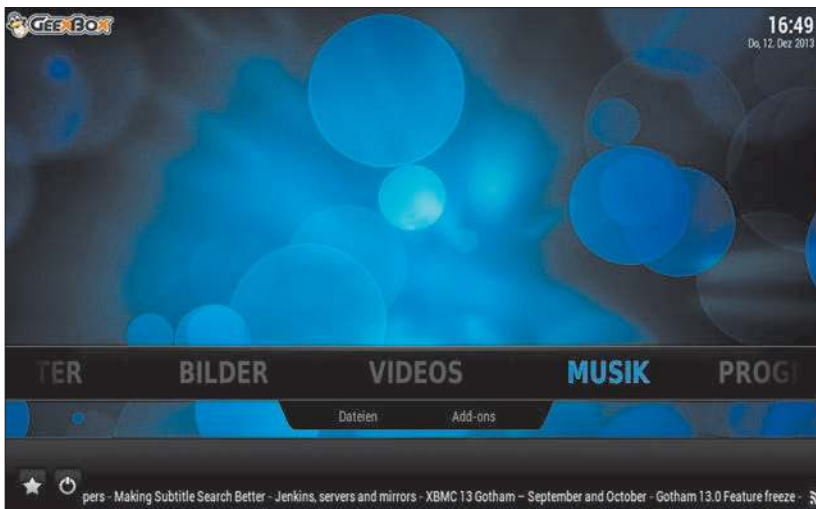 GEEXBOX
16:49
Do, 12. Dez 2013
TER BILDER VIDEOS MUSIK PROG
Dateien Add-ons
pers - Making Subtitle Search Better - Jenkins, servers and mirrors - XBMC 13 Gotham – September and October - Gotham 13.0 Feature freeze -